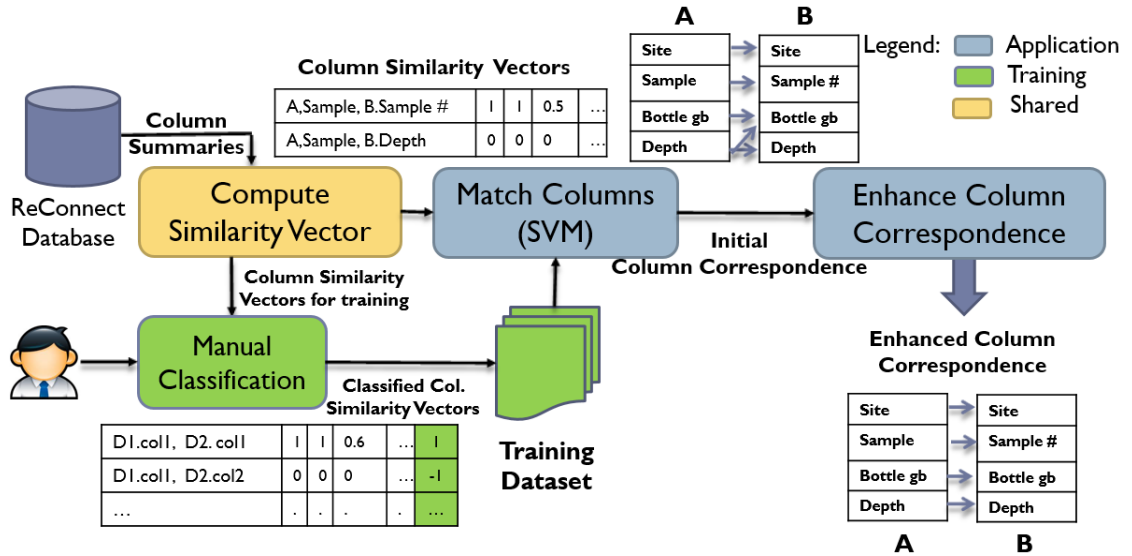 A B
Legend: Application
Training
Shared
Site Site
Sample Sample #
Bottle gb Bottle gb
Depth Depth
Column Similarity Vectors
A,Sample, B.Sample # 1 1 0.5 ...
A,Sample, B.Depth 0 0 0 ...
Column
Summaries
ReConnect
Database
Compute
Similarity Vector
Match Columns
(SVM)
Initial
Column Correspondence
Enhance Column
Correspondence
Column Similarity
Vectors for training
Manual
Classification
Classified Col.
Similarity Vectors
D1.col1, D2. col1 1 1 0.6 ... 1
D1.col1, D2.col2 0 0 0 ... -1
... . . . . ...
Training
Dataset
Enhanced Column
Correspondence
Site Site
Sample Sample #
Bottle gb Bottle gb
Depth Depth
A B